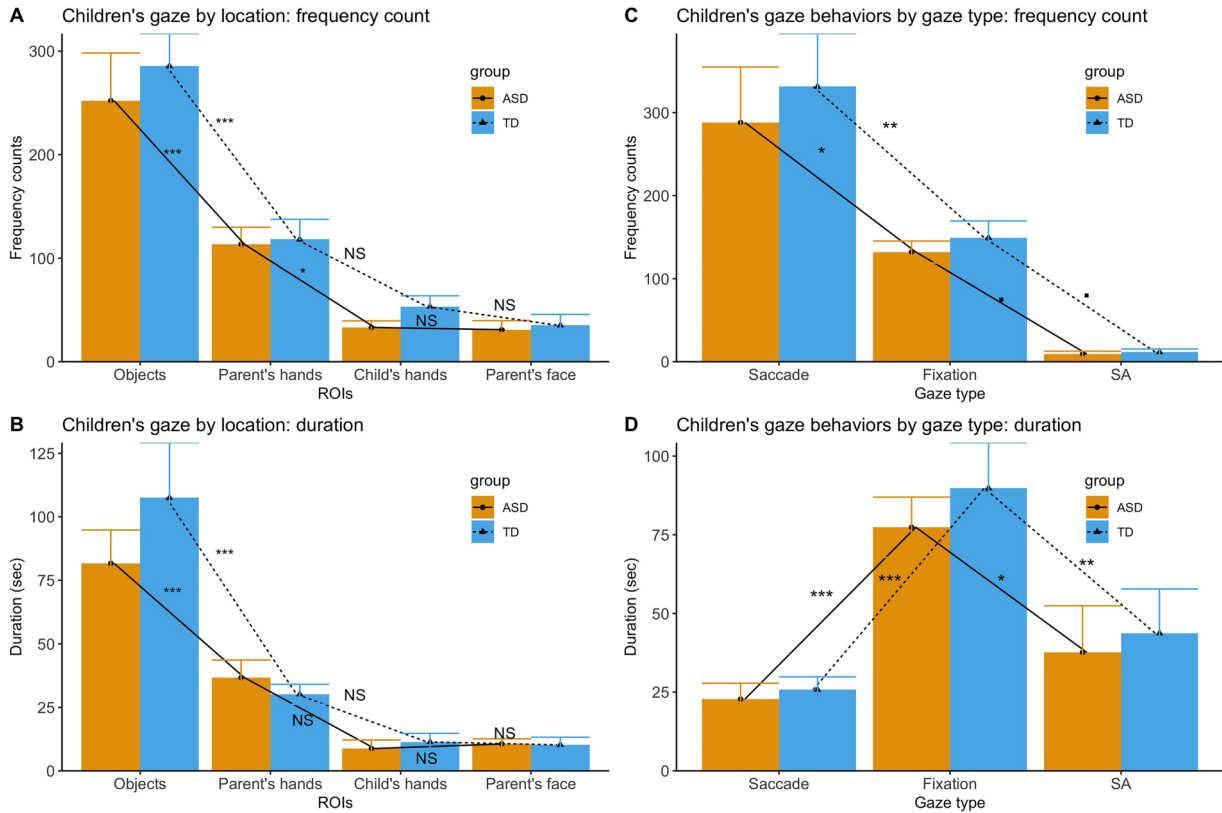 A Children's gaze by location: frequency count
300
200
100
0
Frequency counts
***
***
NS
*
NS
NS
group
ASD
TD
Objects Parent's hands Child's hands Parent's face
ROIs
C Children's gaze behaviors by gaze type: frequency count
300
200
100
0
Frequency counts
**
*
group
ASD
TD
Saccade Fixation SA
Gaze type
B Children's gaze by location: duration
125
100
75
50
25
0
Duration (sec)
***
***
NS
NS
NS
NS
group
ASD
TD
Objects Parent's hands Child's hands Parent's face
ROIs
D Children's gaze behaviors by gaze type: duration
100
75
50
25
0
Duration (sec)
***
***
*
**
group
ASD
TD
Saccade Fixation SA
Gaze type